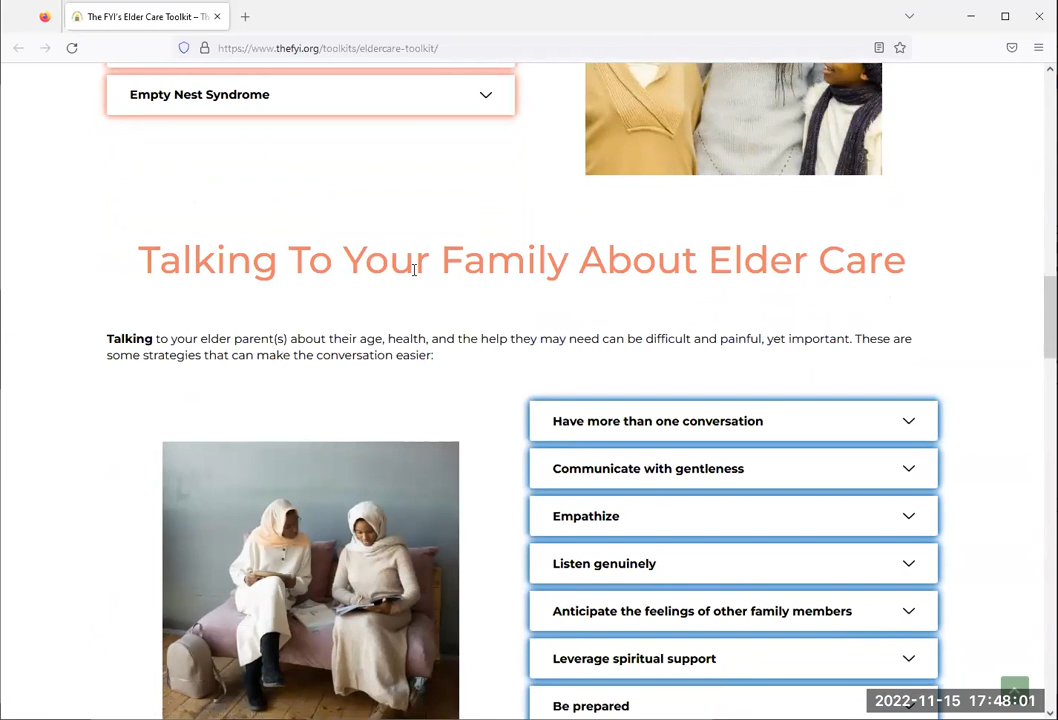 The FYI's Elder Care Toolkit – Th
https://www.thefyi.org/toolkits/eldercare-toolkit/
Empty Nest Syndrome
Talking To Your Family About Elder Care
Talking to your elder parent(s) about their age, health, and the help they may need can be difficult and painful, yet important. These are
some strategies that can make the conversation easier:
Have more than one conversation
Communicate with gentleness
Empathize
Listen genuinely
Anticipate the feelings of other family members
Leverage spiritual support
Be prepared
2022-11-15 17:48:01